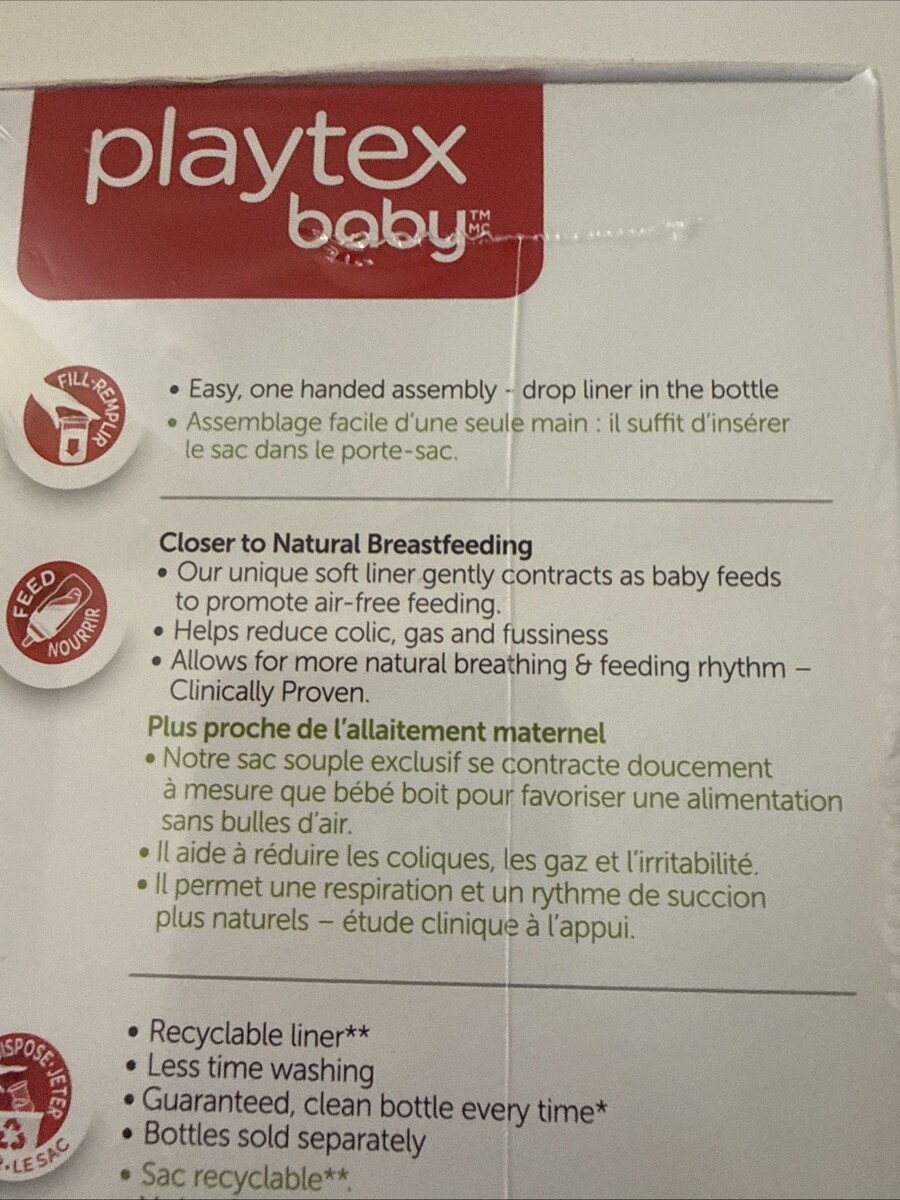 playtex
baby™
MC
FILL•REMPLIR
• Easy, one handed assembly - drop liner in the bottle
• Assemblage facile d'une seule main : il suffit d'insérer
le sac dans le porte-sac.
FEED
NOURRIR
Closer to Natural Breastfeeding
• Our unique soft liner gently contracts as baby feeds
to promote air-free feeding.
• Helps reduce colic, gas and fussiness
• Allows for more natural breathing & feeding rhythm –
Clinically Proven.
Plus proche de l'allaitement maternel
• Notre sac souple exclusif se contracte doucement
à mesure que bébé boit pour favoriser une alimentation
sans bulles d'air.
• Il aide à réduire les coliques, les gaz et l'irritabilité.
• Il permet une respiration et un rythme de succion
plus naturels – étude clinique à l'appui.
ISPOSE•JETER
•LE SAC
• Recyclable liner**
• Less time washing
• Guaranteed, clean bottle every time*
• Bottles sold separately
• Sac recyclable**.